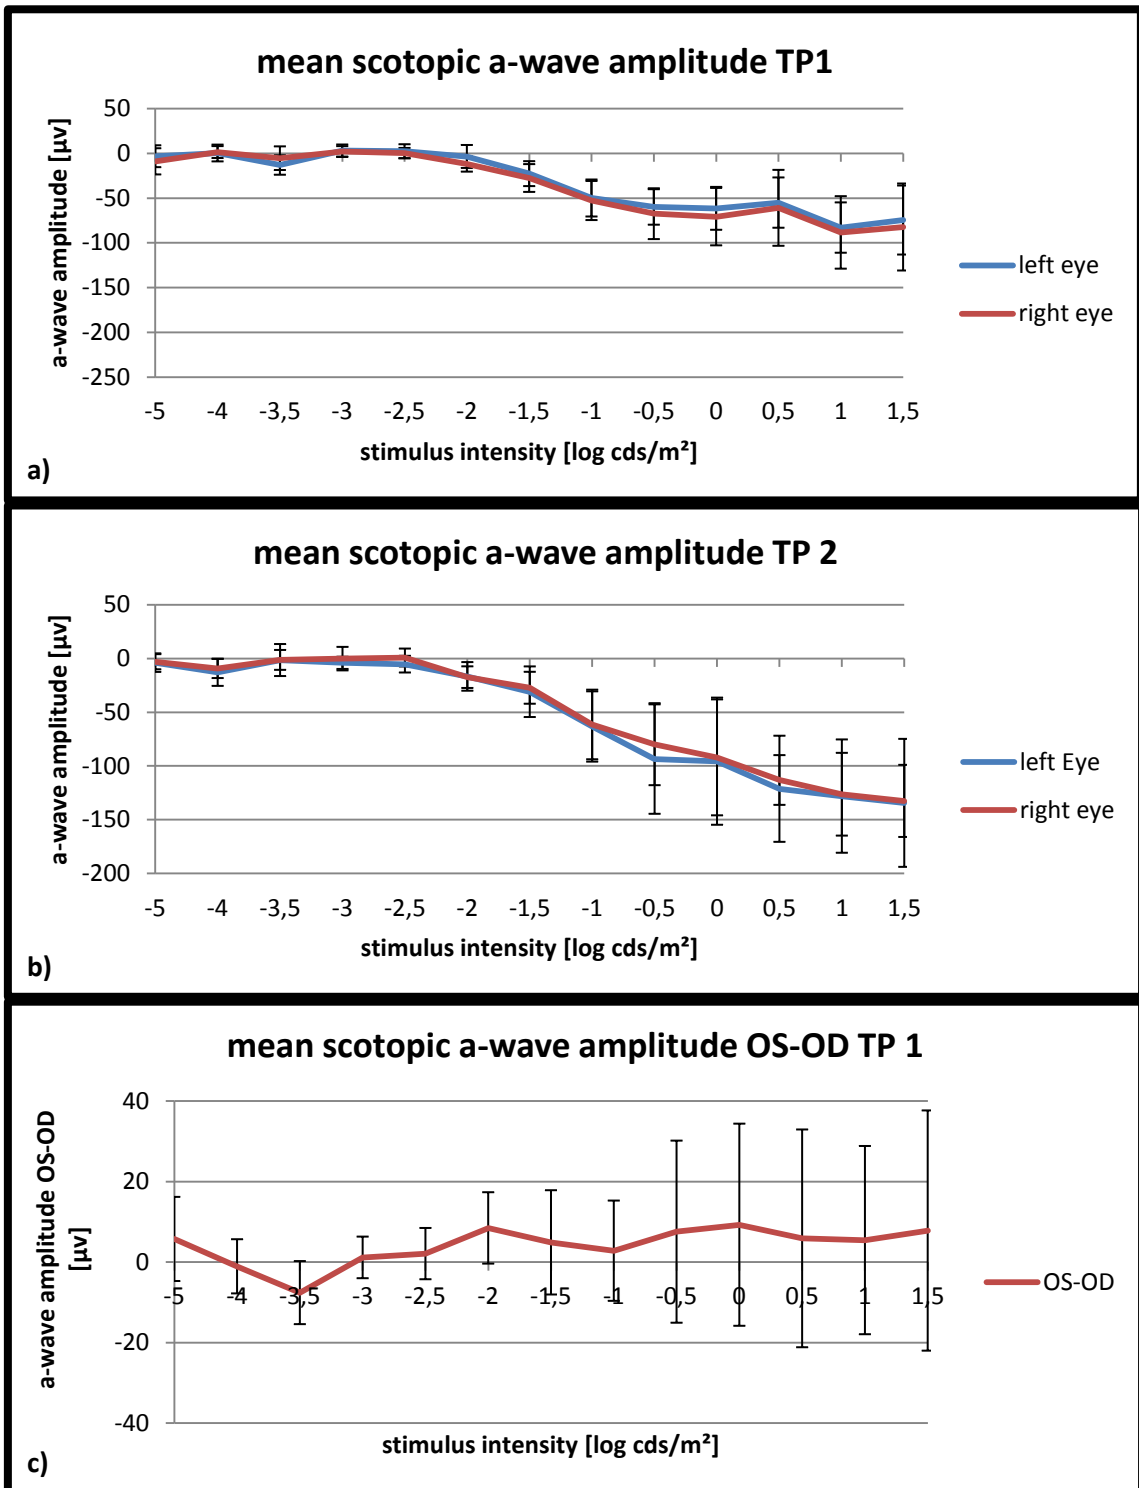 mean scotopic a-wave amplitude TP1
a-wave amplitude [µv]
50
0
-50
-100
-150
-200
-250
-5 -4 -3,5 -3 -2,5 -2 -1,5 -1 -0,5 0 0,5 1 1,5
stimulus intensity [log cds/m²]
left eye
right eye
a)
mean scotopic a-wave amplitude TP 2
a-wave amplitude [µv]
50
0
-50
-100
-150
-200
-5 -4 -3,5 -3 -2,5 -2 -1,5 -1 -0,5 0 0,5 1 1,5
stimulus intensity [log cds/m²]
left Eye
right eye
b)
mean scotopic a-wave amplitude OS-OD TP 1
a-wave amplitude OS-OD
[µv]
40
20
0
-20
-40
-5 -4 -3,5 -3 -2,5 -2 -1,5 -1 -0,5 0 0,5 1 1,5
stimulus intensity [log cds/m²]
OS-OD
c)